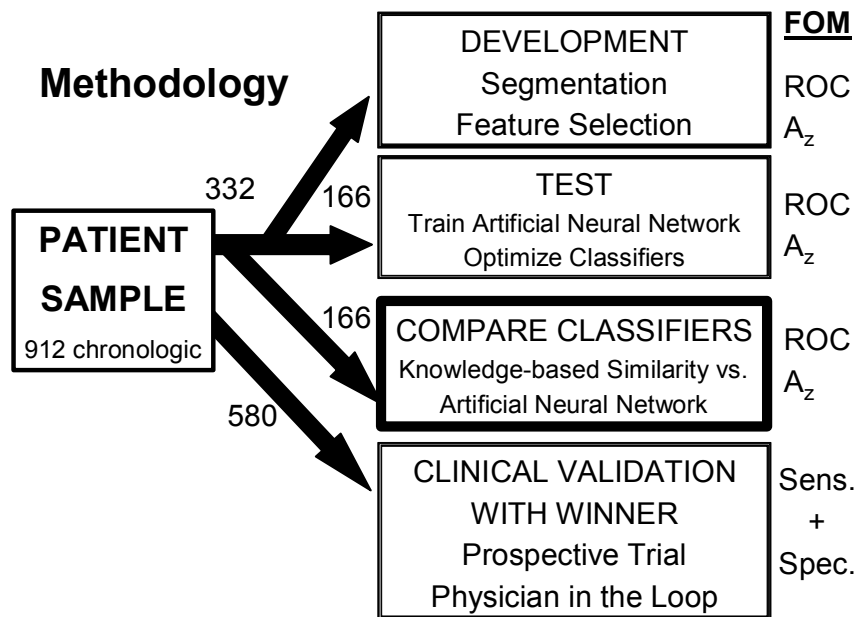 Methodology
FOM
DEVELOPMENT
Segmentation
Feature Selection
ROC
Az
332
166
TEST
Train Artificial Neural Network
Optimize Classifiers
ROC
Az
PATIENT
SAMPLE
912 chronologic
166
COMPARE CLASSIFIERS
Knowledge-based Similarity vs.
Artificial Neural Network
ROC
Az
580
CLINICAL VALIDATION
WITH WINNER
Prospective Trial
Physician in the Loop
Sens.
+
Spec.